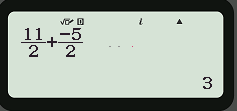 √▱ D i ▲
11/2+-5/2
3